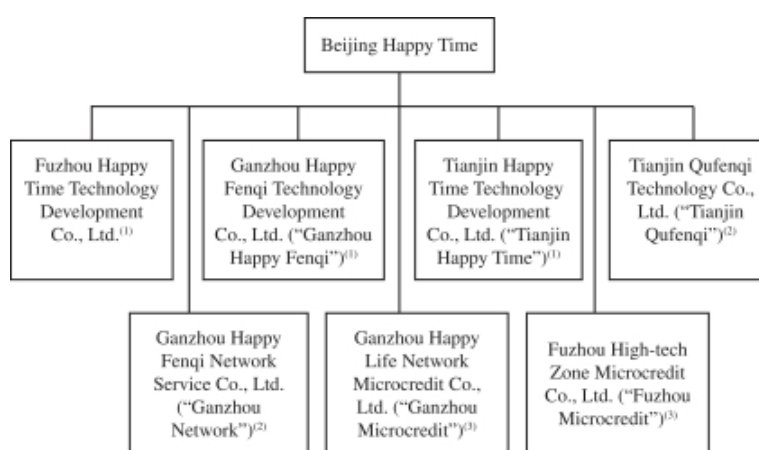 Beijing Happy Time
Fuzhou Happy
Time Technology
Development
Co., Ltd.(1)
Ganzhou Happy
Fenqi Technology
Development
Co., Ltd. (“Ganzhou
Happy Fenqi”)(1)
Tianjin Happy
Time Technology
Development
Co., Ltd. (“Tianjin
Happy Time”)(1)
Tianjin Qufenqi
Technology Co.,
Ltd. (“Tianjin
Qufenqi”)(2)
Ganzhou Happy
Fenqi Network
Service Co., Ltd.
(“Ganzhou
Network”)(2)
Ganzhou Happy
Life Network
Microcredit Co.,
Ltd. (“Ganzhou
Microcredit”)(3)
Fuzhou High-tech
Zone Microcredit
Co., Ltd. (“Fuzhou
Microcredit”)(3)